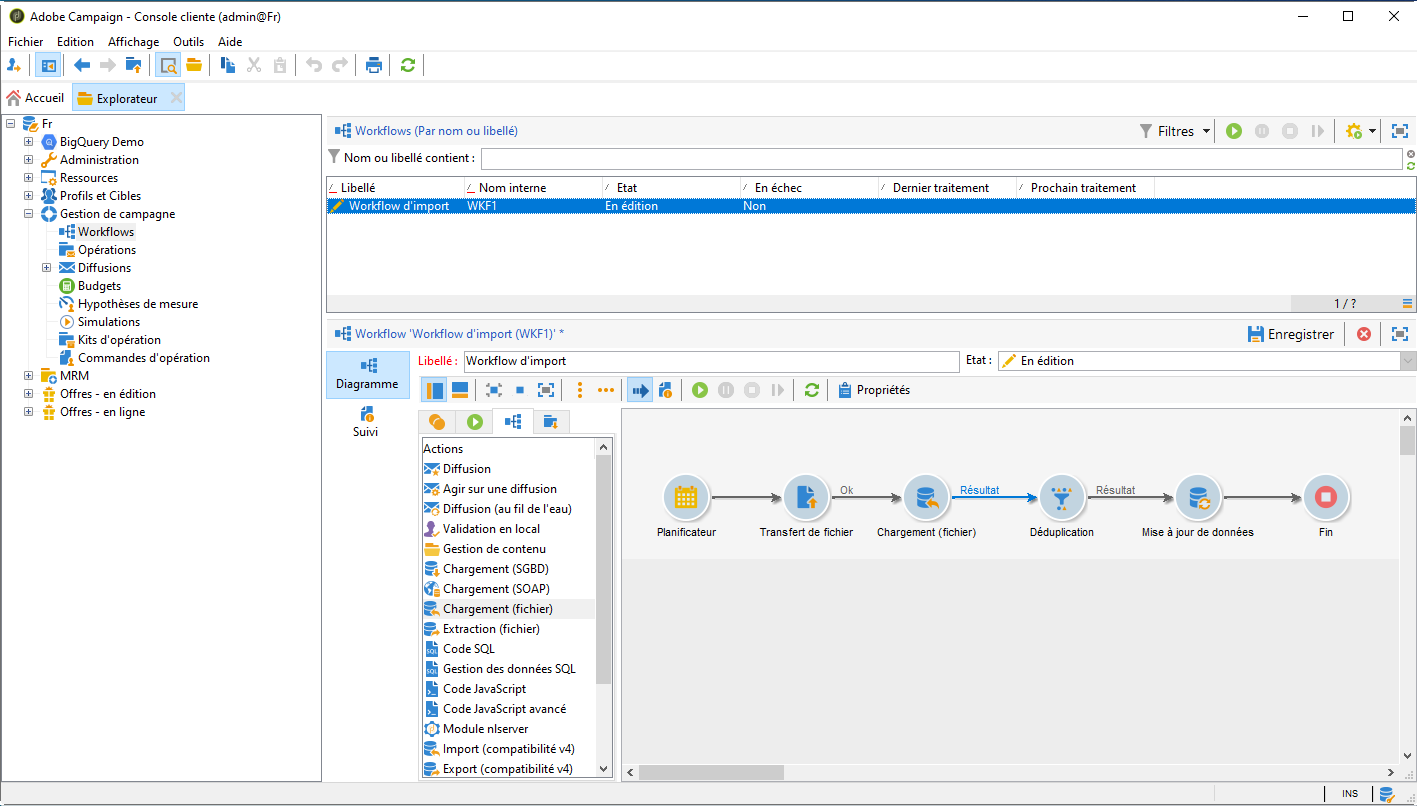 Adobe Campaign - Console cliente (admin@Fr)
Fichier Edition Affichage Outils Aide
Accueil Explorateur
Fr
BigQuery Demo
Administration
Ressources
Profils et Cibles
Gestion de campagne
Workflows
Opérations
Diffusions
Budgets
Hypothèses de mesure
Simulations
Kits d'opération
Commandes d'opération
MRM
Offres - en édition
Offres - en ligne
Workflows (Par nom ou libellé) Filtres
Nom ou libellé contient :
Libellé Nom interne Etat En échec Dernier traitement Prochain traitement
Workflow d'import WKF1 En édition Non
1 / ?
Workflow 'Workflow d'import (WKF1)' * Enregistrer
Diagramme
Suivi
Libellé : Workflow d'import Etat : En édition
Propriétés
Actions
Diffusion
Agir sur une diffusion
Diffusion (au fil de l'eau)
Validation en local
Gestion de contenu
Chargement (SGBD)
Chargement (SOAP)
Chargement (fichier)
Extraction (fichier)
Code SQL
Gestion des données SQL
Code JavaScript
Code JavaScript avancé
Module nlserver
Import (compatibilité v4)
Export (compatibilité v4)
Ok Résultat Résultat
Planificateur Transfert de fichier Chargement (fichier) Déduplication Mise à jour de données Fin
INS